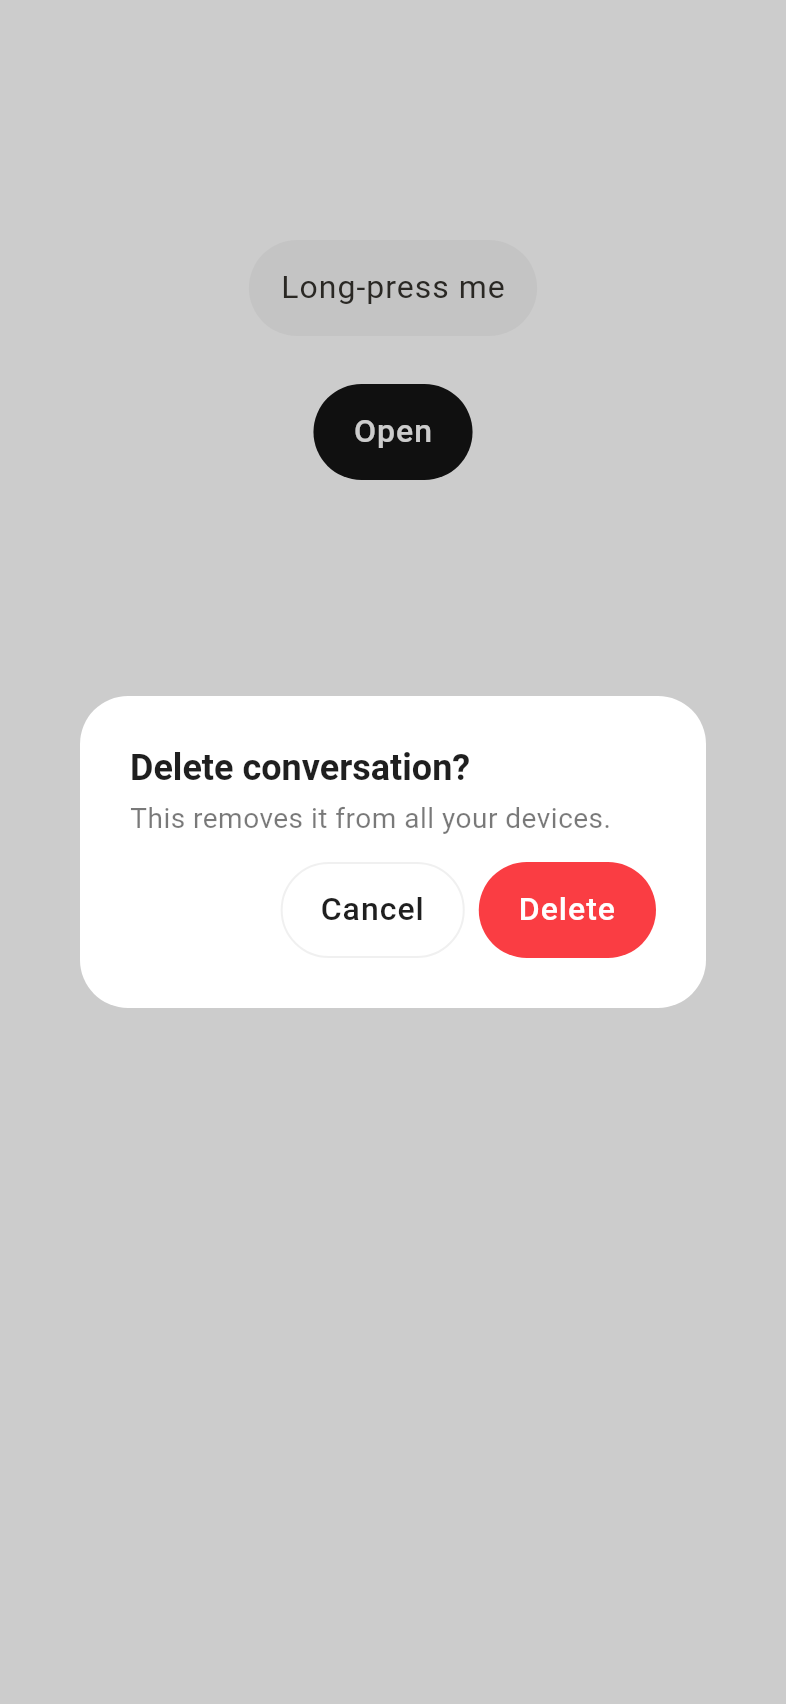 Long-press me
Open
Delete conversation?
This removes it from all your devices.
Cancel Delete